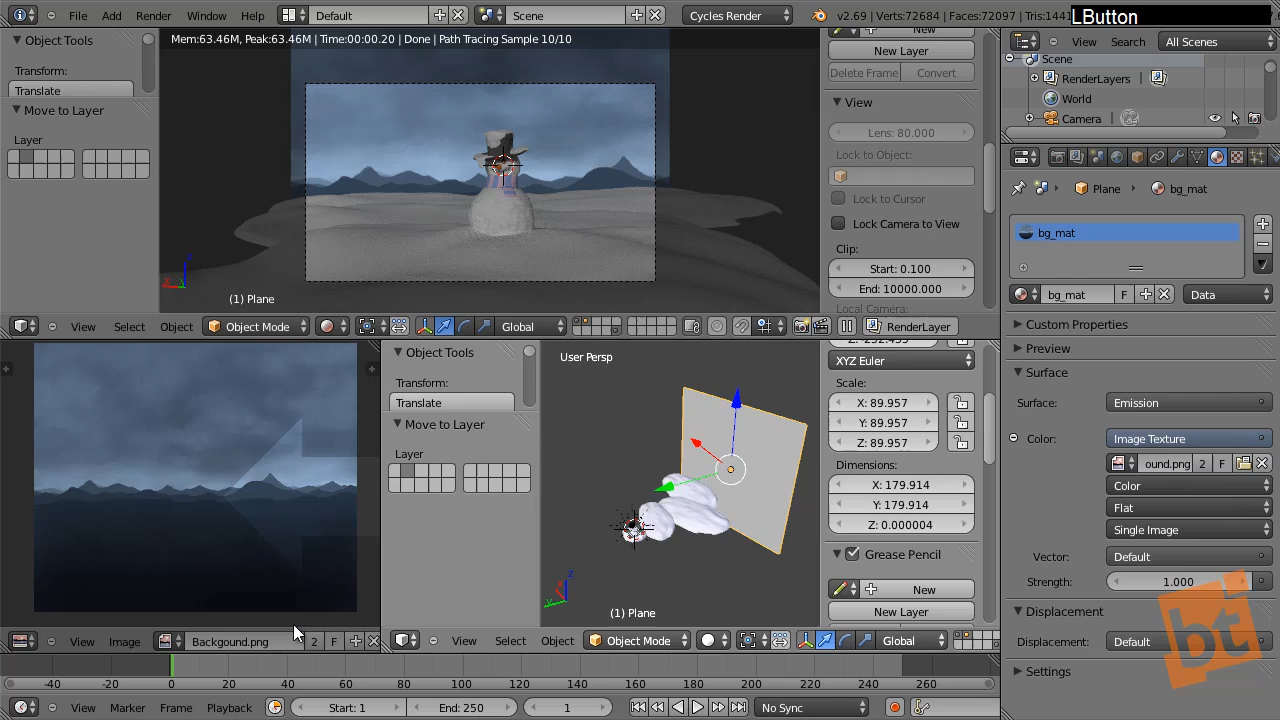 File Add Render Window Help Default Scene Cycles Render v2.69 | Verts:72684 | Faces:72097 | Tris:1441
LButton
Object Tools
Transform:
Translate
Move to Layer
Layer
Mem:63.46M, Peak:63.46M | Time:00:00.20 | Done | Path Tracing Sample 10/10
(1) Plane
New
New Layer
Delete Frame Convert
View
Lens: 80.000
Lock to Object:
Lock to Cursor
Lock Camera to View
Clip:
Start: 0.100
End: 10000.000
Local Camera:
View Select Object Object Mode Global RenderLayer
View Search All Scenes
Scene
RenderLayers
World
Camera
Plane bg_mat
bg_mat
bg_mat F Data
Custom Properties
Preview
Surface
Surface: Emission
Color: Image Texture
ound.png 2 F
Color
Flat
Single Image
Vector: Default
Strength: 1.000
Displacement
Displacement: Default
Settings
bt
View Image Backgound.png 2 F
Object Tools
Transform:
Translate
Move to Layer
Layer
User Persp
(1) Plane
XYZ Euler
Scale:
X: 89.957
Y: 89.957
Z: 89.957
Dimensions:
X: 179.914
Y: 179.914
Z: 0.000004
Grease Pencil
New
New Layer
View Select Object Object Mode Global
-40 -20 0 20 40 60 80 100 120 140 160 180 200 220 240 260
View Marker Frame Playback Start: 1 End: 250 1 No Sync